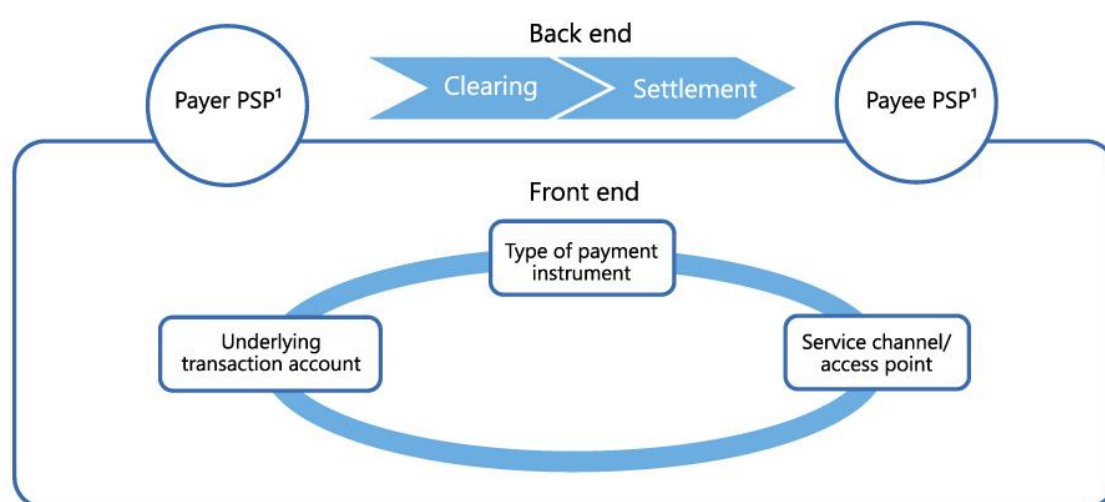 Back end
Payer PSP¹
Clearing
Settlement
Payee PSP¹
Front end
Type of payment
instrument
Underlying
transaction account
Service channel/
access point